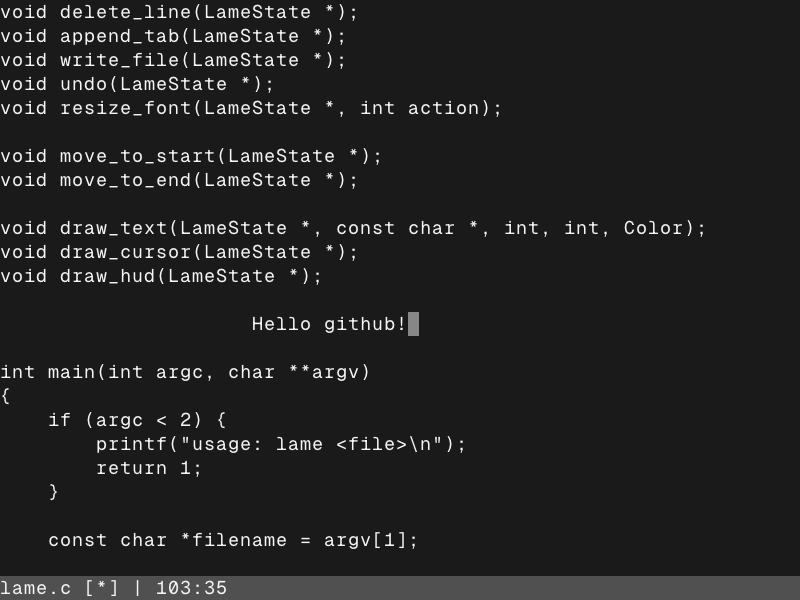 void delete_line(LameState *);
void append_tab(LameState *);
void write_file(LameState *);
void undo(LameState *);
void resize_font(LameState *, int action);
void move_to_start(LameState *);
void move_to_end(LameState *);
void draw_text(LameState *, const char *, int, int, Color);
void draw_cursor(LameState *);
void draw_hud(LameState *);
Hello github!
int main(int argc, char **argv)
{
    if (argc < 2) {
        printf("usage: lame <file>\n");
        return 1;
    }
    const char *filename = argv[1];
lame.c [*] | 103:35